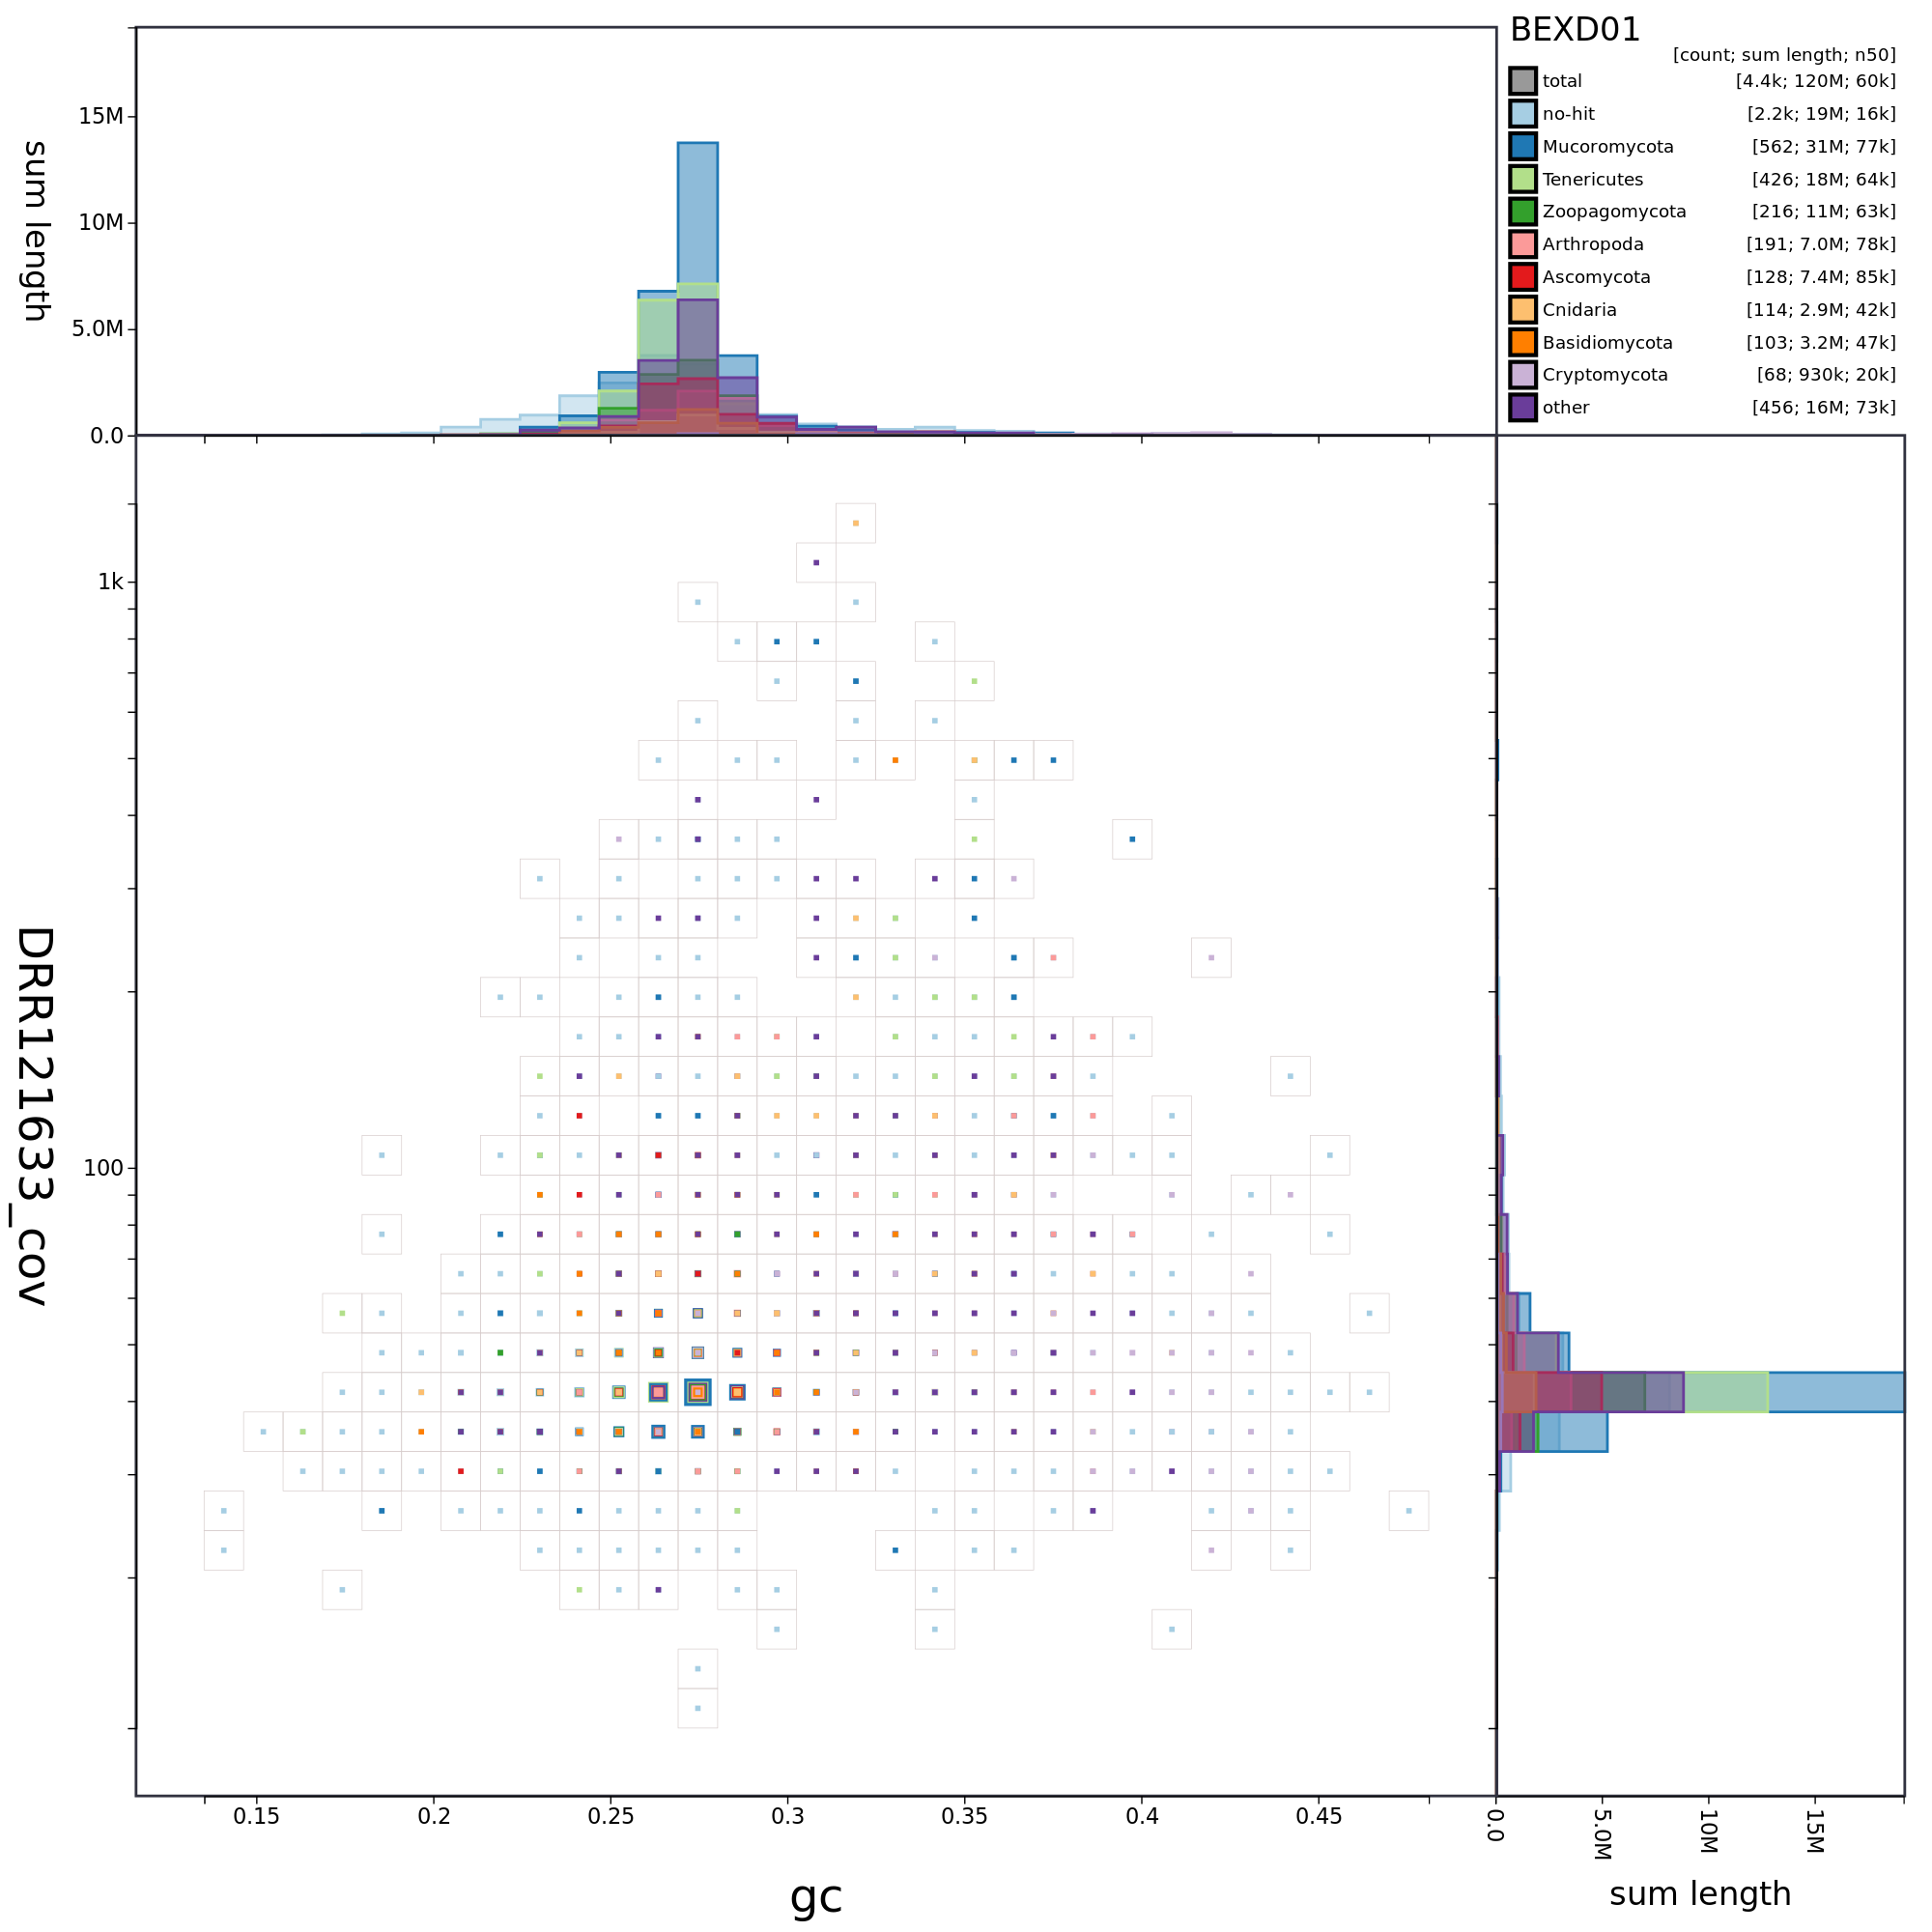 BEXD01
[count; sum length; n50]
total [4.4k; 120M; 60k]
no-hit [2.2k; 19M; 16k]
Mucoromycota [562; 31M; 77k]
Tenericutes [426; 18M; 64k]
Zoopagomycota [216; 11M; 63k]
Arthropoda [191; 7.0M; 78k]
Ascomycota [128; 7.4M; 85k]
Cnidaria [114; 2.9M; 42k]
Basidiomycota [103; 3.2M; 47k]
Cryptomycota [68; 930k; 20k]
other [456; 16M; 73k]
sum length
15M
10M
5.0M
0.0
DRR121633_cov
1k
100
0.15 0.2 0.25 0.3 0.35 0.4 0.45
gc
0.0 5.0M 10M 15M
sum length